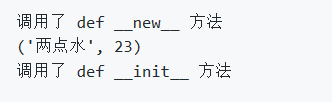 调用了 def __new__ 方法
('两点水', 23)
调用了 def __init__ 方法